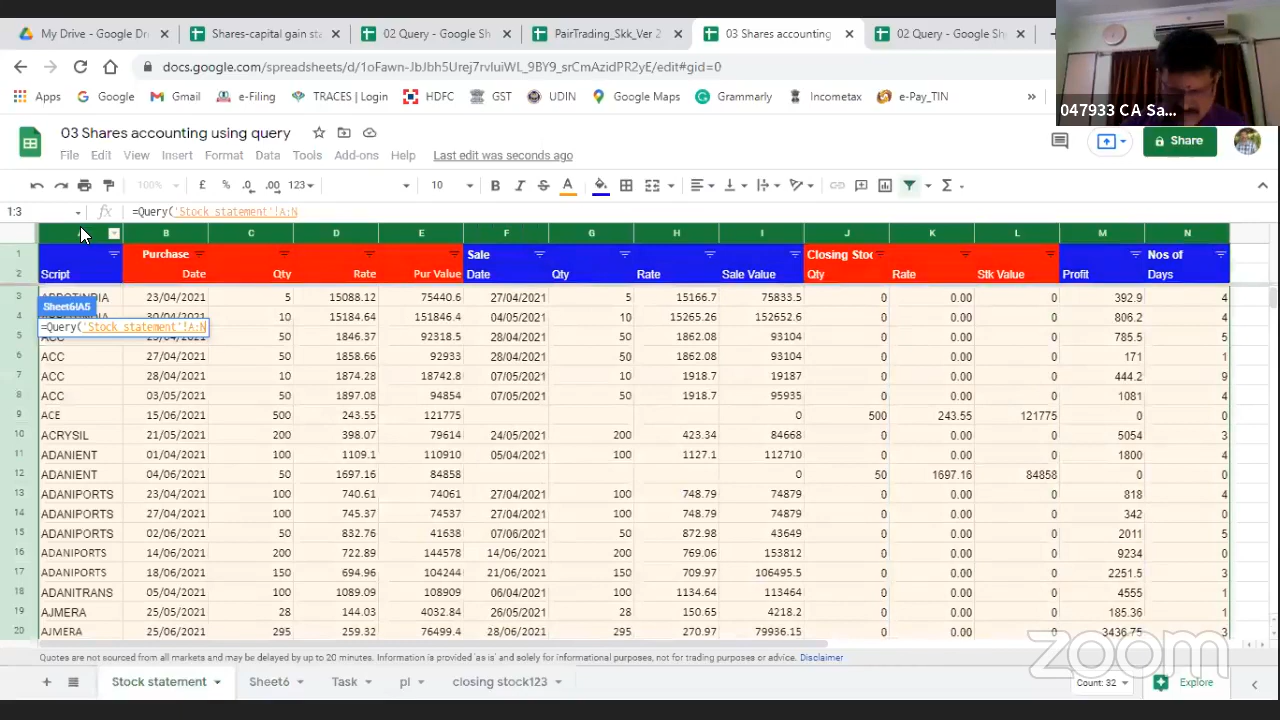 My Drive - Google Dr
Shares-capital gain sta
02 Query - Google Sh
PairTrading_Skk_Ver 2
03 Shares accounting
02 Query - Google Sh
docs.google.com/spreadsheets/d/1oFawn-JbJbh5Urej7rvIuiWL_9BY9_srCmAzidPR2yE/edit#gid=0
Apps
Google
Gmail
e-Filing
TRACES | Login
HDFC
GST
UDIN
Google Maps
Grammarly
Incometax
e-Pay_TIN
»
047933 CA Sa...
03 Shares accounting using query
Share
File Edit View Insert Format Data Tools Add-ons Help Last edit was seconds ago
100% £ % .0 .00 123 10 B I S A Σ
1:3 fx =Query('Stock statement'!A:N
B C D E F G H I J K L M N
1 Purchase Sale Closing Stoc Nos of
2 Script Date Qty Rate Pur Value Date Qty Rate Sale Value Qty Rate Stk Value Profit Days
3 23/04/2021 5 15088.12 75440.6 27/04/2021 5 15166.7 75833.5 0 0.00 0 392.9 4
Sheet6!A5
4 30/04/2021 10 15184.64 151846.4 04/05/2021 10 15265.26 152652.6 0 0.00 0 806.2 4
=Query('Stock statement'!A:N
5 ACC 50 1846.37 92318.5 28/04/2021 50 1862.08 93104 0 0.00 0 785.5 5
6 ACC 27/04/2021 50 1858.66 92933 28/04/2021 50 1862.08 93104 0 0.00 0 171 1
7 ACC 28/04/2021 10 1874.28 18742.8 07/05/2021 10 1918.7 19187 0 0.00 0 444.2 9
8 ACC 03/05/2021 50 1897.08 94854 07/05/2021 50 1918.7 95935 0 0.00 0 1081 4
9 ACE 15/06/2021 500 243.55 121775 0 500 243.55 121775 0 0
10 ACRYSIL 21/05/2021 200 398.07 79614 24/05/2021 200 423.34 84668 0 0.00 0 5054 3
11 ADANIENT 01/04/2021 100 1109.1 110910 05/04/2021 100 1127.1 112710 0 0.00 0 1800 4
12 ADANIENT 04/06/2021 50 1697.16 84858 0 50 1697.16 84858 0 0
13 ADANIPORTS 23/04/2021 100 740.61 74061 27/04/2021 100 748.79 74879 0 0.00 0 818 4
14 ADANIPORTS 27/04/2021 100 745.37 74537 27/04/2021 100 748.79 74879 0 0.00 0 342 0
15 ADANIPORTS 02/06/2021 50 832.76 41638 07/06/2021 50 872.98 43649 0 0.00 0 2011 5
16 ADANIPORTS 14/06/2021 200 722.89 144578 14/06/2021 200 769.06 153812 0 0.00 0 9234 0
17 ADANIPORTS 18/06/2021 150 694.96 104244 21/06/2021 150 709.97 106495.5 0 0.00 0 2251.5 3
18 ADANITRANS 05/04/2021 100 1089.09 108909 06/04/2021 100 1134.64 113464 0 0.00 0 4555 1
19 AJMERA 25/05/2021 28 144.03 4032.84 26/05/2021 28 150.65 4218.2 0 0.00 0 185.36 1
20 AJMERA 25/06/2021 295 259.32 76499.4 28/06/2021 295 270.97 79936.15 0 0.00 0 3436.75 3
Quotes are not sourced from all markets and may be delayed by up to 20 minutes. Information is provided 'as is' and solely for informational purposes, not for trading purposes or advice. Disclaimer
zoom
+ Stock statement Sheet6 Task pl closing stock123 Count: 32 Explore